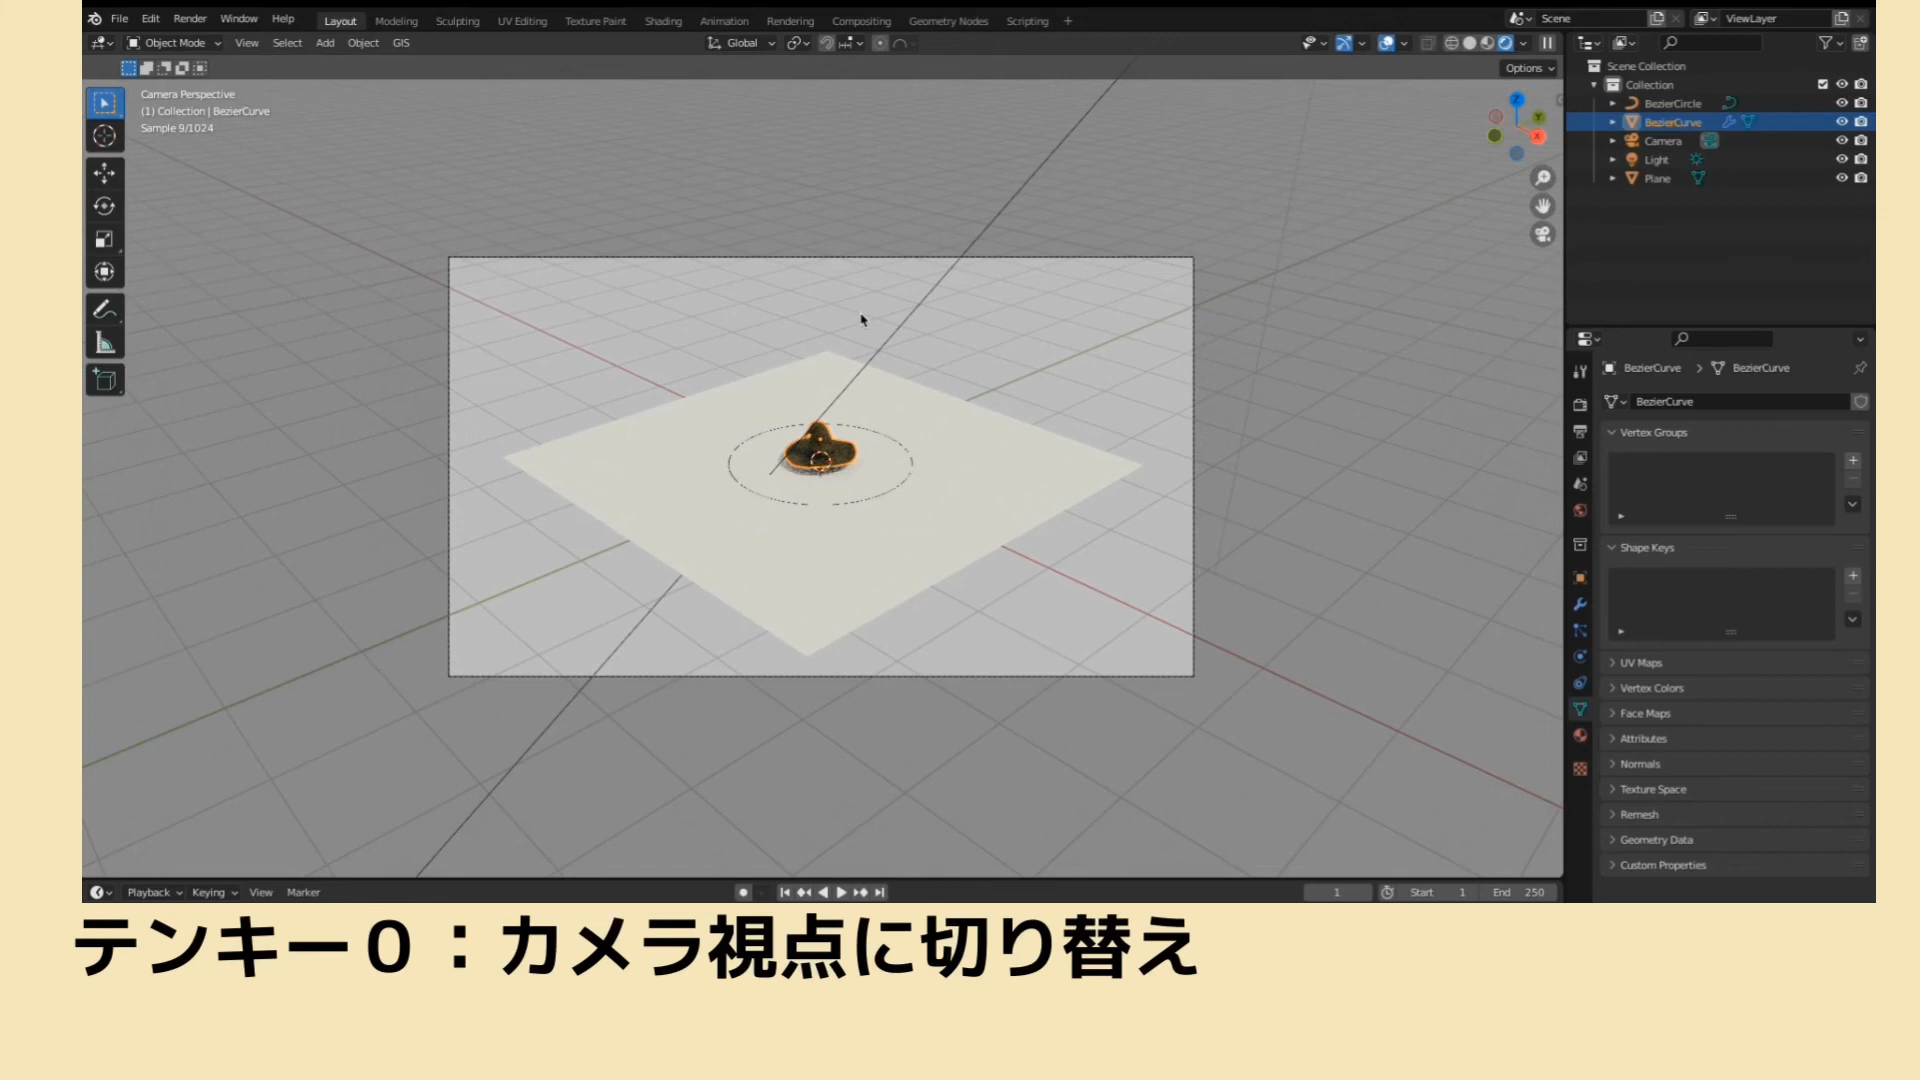 File Edit Render Window Help Layout Modeling Sculpting UV Editing Texture Paint Shading Animation Rendering Compositing Geometry Nodes Scripting + Scene ViewLayer
Object Mode View Select Add Object GIS Global
Options
Camera Perspective
(1) Collection | BezierCurve
Sample 9/1024
Z
Y
X
Scene Collection
Collection
BezierCircle
BezierCurve
Camera
Light
Plane
BezierCurve > BezierCurve
BezierCurve
Vertex Groups
Shape Keys
UV Maps
Vertex Colors
Face Maps
Attributes
Normals
Texture Space
Remesh
Geometry Data
Custom Properties
Playback Keying View Marker 1 Start 1 End 250
テンキー0：カメラ視点に切り替え